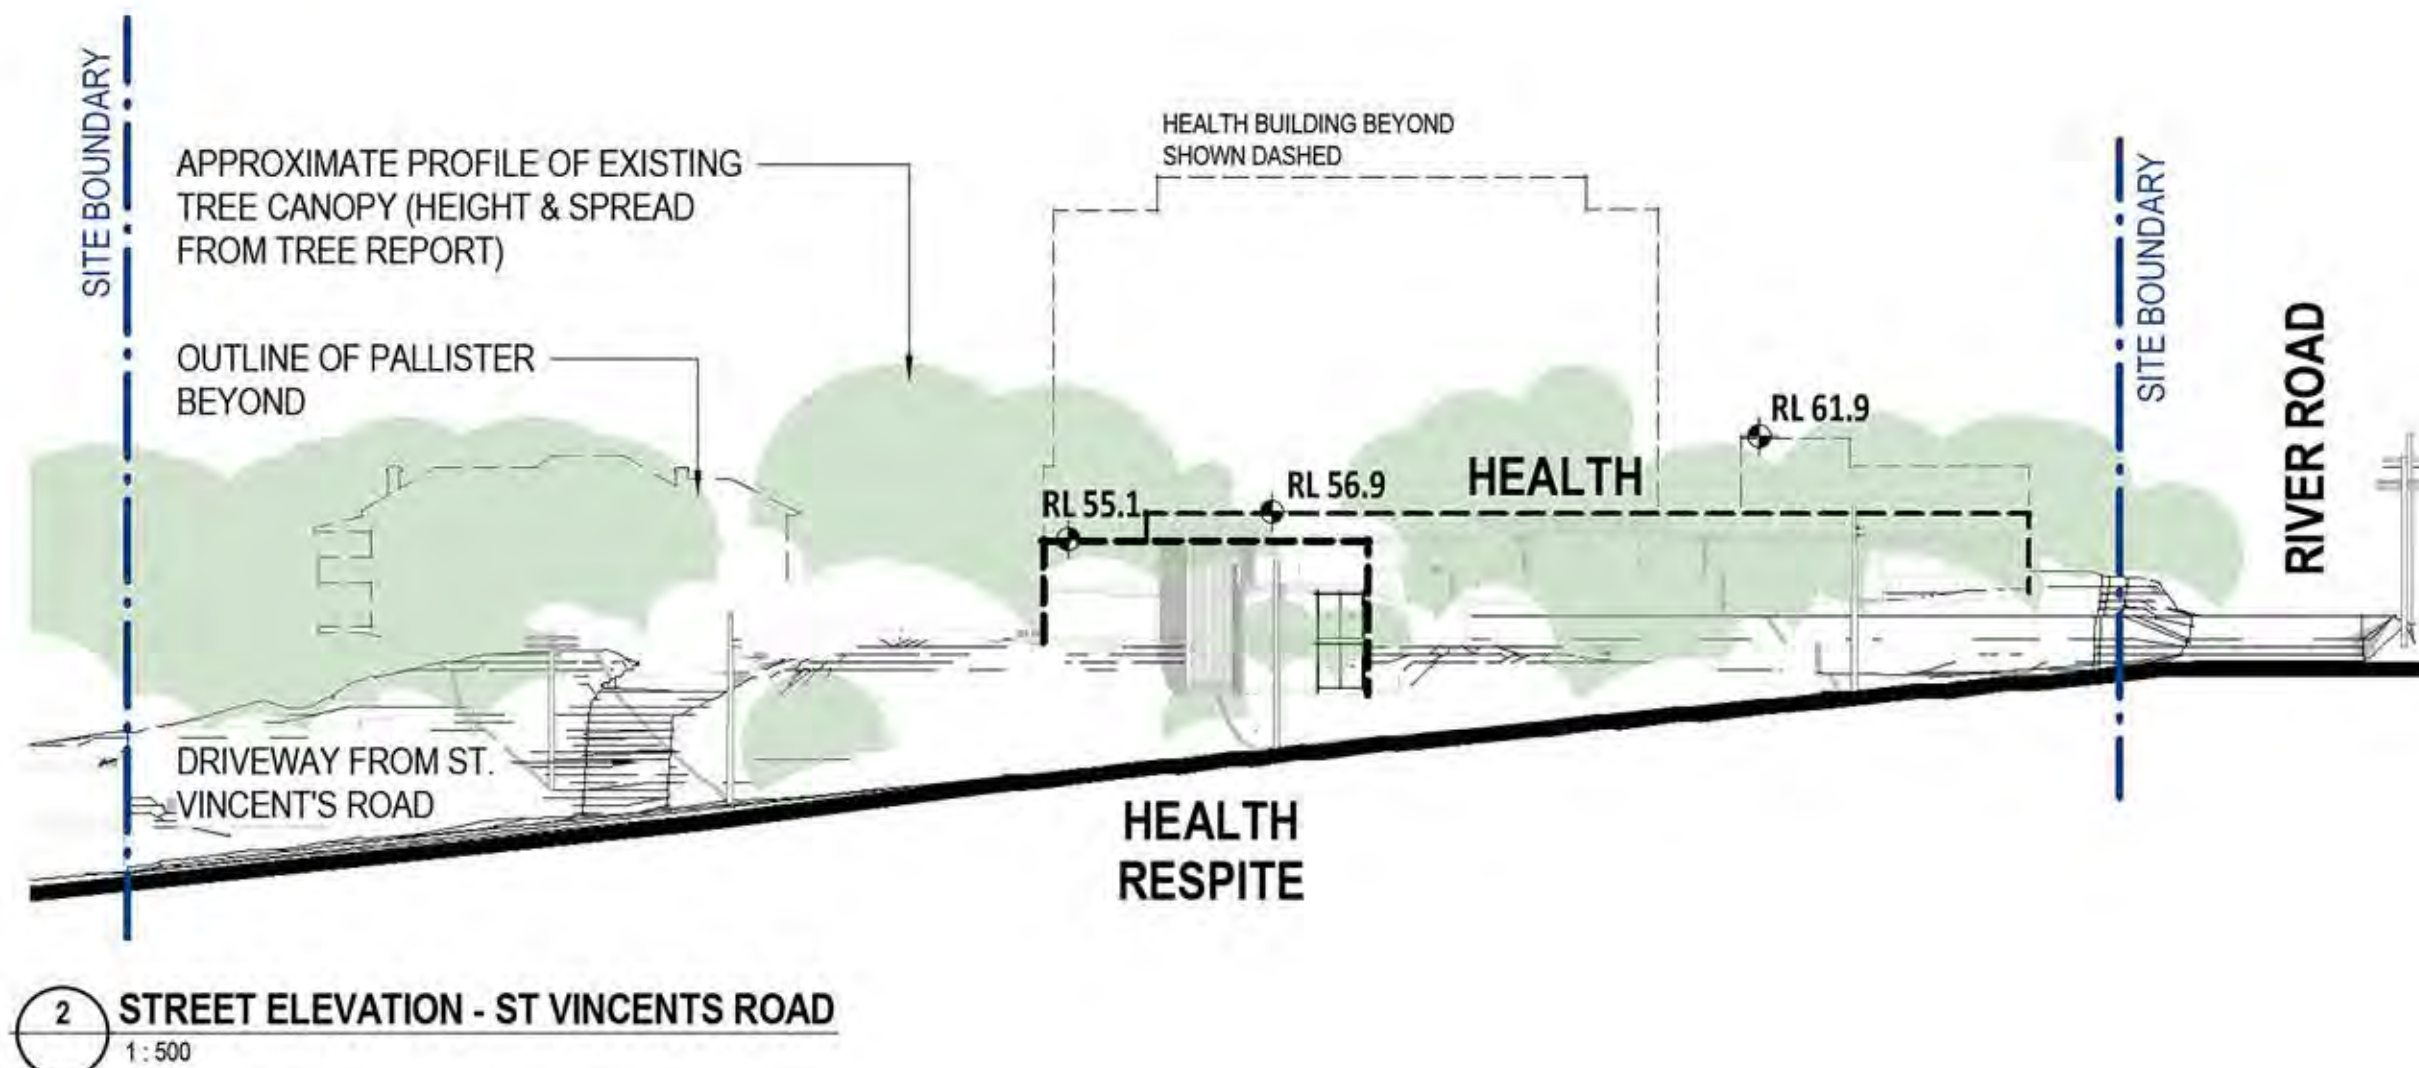 SITE BOUNDARY
APPROXIMATE PROFILE OF EXISTING
TREE CANOPY (HEIGHT & SPREAD
FROM TREE REPORT)
OUTLINE OF PALLISTER
BEYOND
HEALTH BUILDING BEYOND
SHOWN DASHED
SITE BOUNDARY
RIVER ROAD
RL 61.9
HEALTH
RL 56.9
RL 55.1
DRIVEWAY FROM ST.
VINCENT'S ROAD
HEALTH
RESPITE
2
STREET ELEVATION - ST VINCENTS ROAD
1 : 500